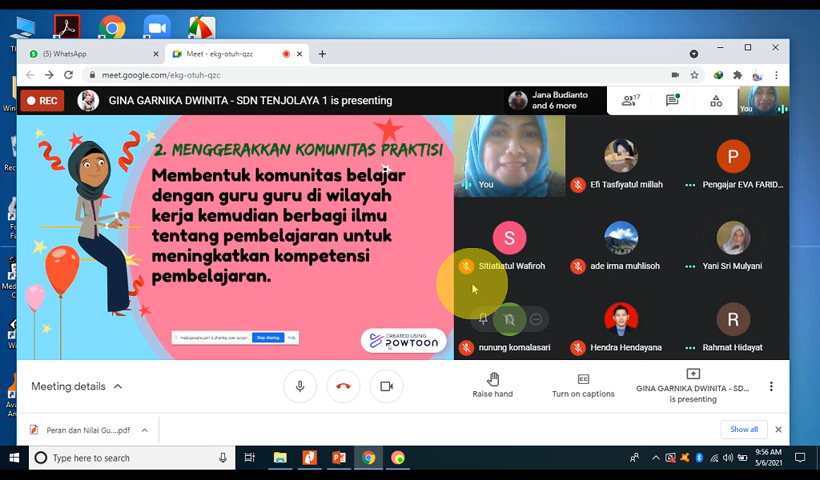 (5) WhatsApp
Meet - ekg-otuh-qzc
meet.google.com/ekg-otuh-qzc
REC
GINA GARNIKA DWINITA - SDN TENJOLAYA 1 is presenting
Jana Budianto
and 6 more
17
You
2. MENGGERAKKAN KOMUNITAS PRAKTISI
Membentuk komunitas belajar
dengan guru guru di wilayah
kerja kemudian berbagi ilmu
tentang pembelajaran untuk
meningkatkan kompetensi
pembelajaran.
Stop sharing
Hide
CREATED USING
POWTOON
You
Efi Tasfiyatul millah
P
Pengajar EVA FARID...
S
Sitiatiatul Wafiroh
ade irma muhlisoh
Yani Sri Mulyani
nunung komalasari
Hendra Hendayana
R
Rahmat Hidayat
Meeting details
Raise hand
Turn on captions
GINA GARNIKA DWINITA - SD...
is presenting
Peran dan Nilai Gu....pdf
Show all
Type here to search
9:56 AM
5/6/2021